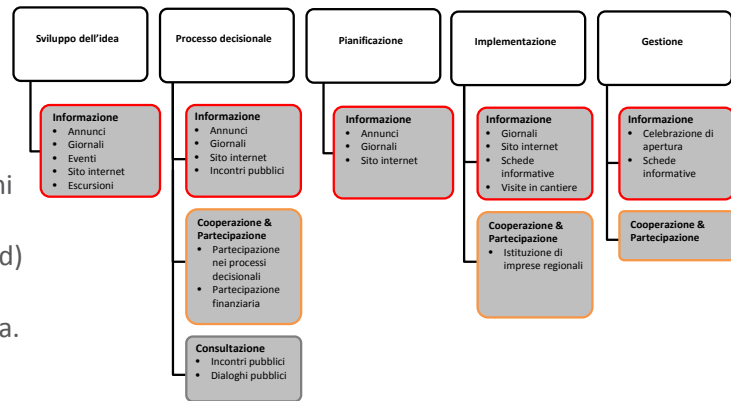 Sviluppo dell'idea
Informazione
• Annunci
• Giornali
• Eventi
• Sito internet
• Escursioni
Processo decisionale
Informazione
• Annunci
• Giornali
• Sito internet
• Incontri pubblici
Cooperazione &
Partecipazione
• Partecipazione
nei processi
decisionali
• Partecipazione
finanziaria
Consultazione
• Incontri pubblici
• Dialoghi pubblici
Pianificazione
Informazione
• Annunci
• Giornali
• Sito internet
Implementazione
Informazione
• Giornali
• Sito internet
• Schede
informative
• Visite in cantiere
Cooperazione &
Partecipazione
• Istituzione di
imprese regionali
Gestione
Informazione
• Celebrazione di
apertura
• Schede
informative
Cooperazione &
Partecipazione
ni
d)
a.